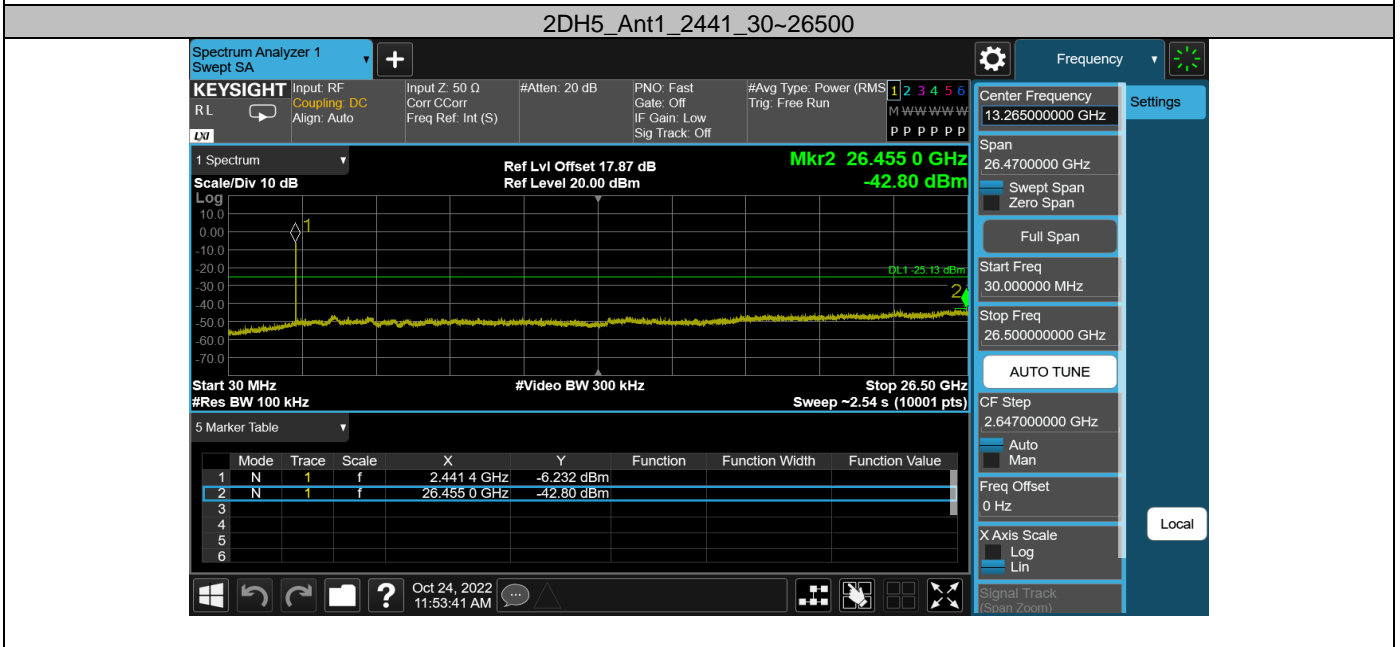 2DH5_Ant1_2441_30~26500
Spectrum Analyzer 1
Swept SA
Frequency
KEYSIGHT
RL
LXI
Input: RF
Coupling: DC
Align: Auto
Input Z: 50 Ω
Corr CCorr
Freq Ref: Int (S)
#Atten: 20 dB
PNO: Fast
Gate: Off
IF Gain: Low
Sig Track: Off
#Avg Type: Power (RMS
Trig: Free Run
1 2 3 4 5 6
M W W W W W
P P P P P P
1 Spectrum
Scale/Div 10 dB
Ref Lvl Offset 17.87 dB
Ref Level 20.00 dBm
Mkr2 26.455 0 GHz
-42.80 dBm
Log
10.0
0.00
-10.0
-20.0
-30.0
-40.0
-50.0
-60.0
-70.0
1
DL1 -25.13 dBm
2
Start 30 MHz
#Video BW 300 kHz
Stop 26.50 GHz
#Res BW 100 kHz
Sweep ~2.54 s (10001 pts)
5 Marker Table
Mode Trace Scale X Y Function Function Width Function Value
1 N 1 f 2.441 4 GHz -6.232 dBm
2 N 1 f 26.455 0 GHz -42.80 dBm
3
4
5
6
Oct 24, 2022
11:53:41 AM
Center Frequency
13.265000000 GHz
Settings
Span
26.4700000 GHz
Swept Span
Zero Span
Full Span
Start Freq
30.000000 MHz
Stop Freq
26.500000000 GHz
AUTO TUNE
CF Step
2.647000000 GHz
Auto
Man
Freq Offset
0 Hz
X Axis Scale
Log
Lin
Local
Signal Track
(Span Zoom)